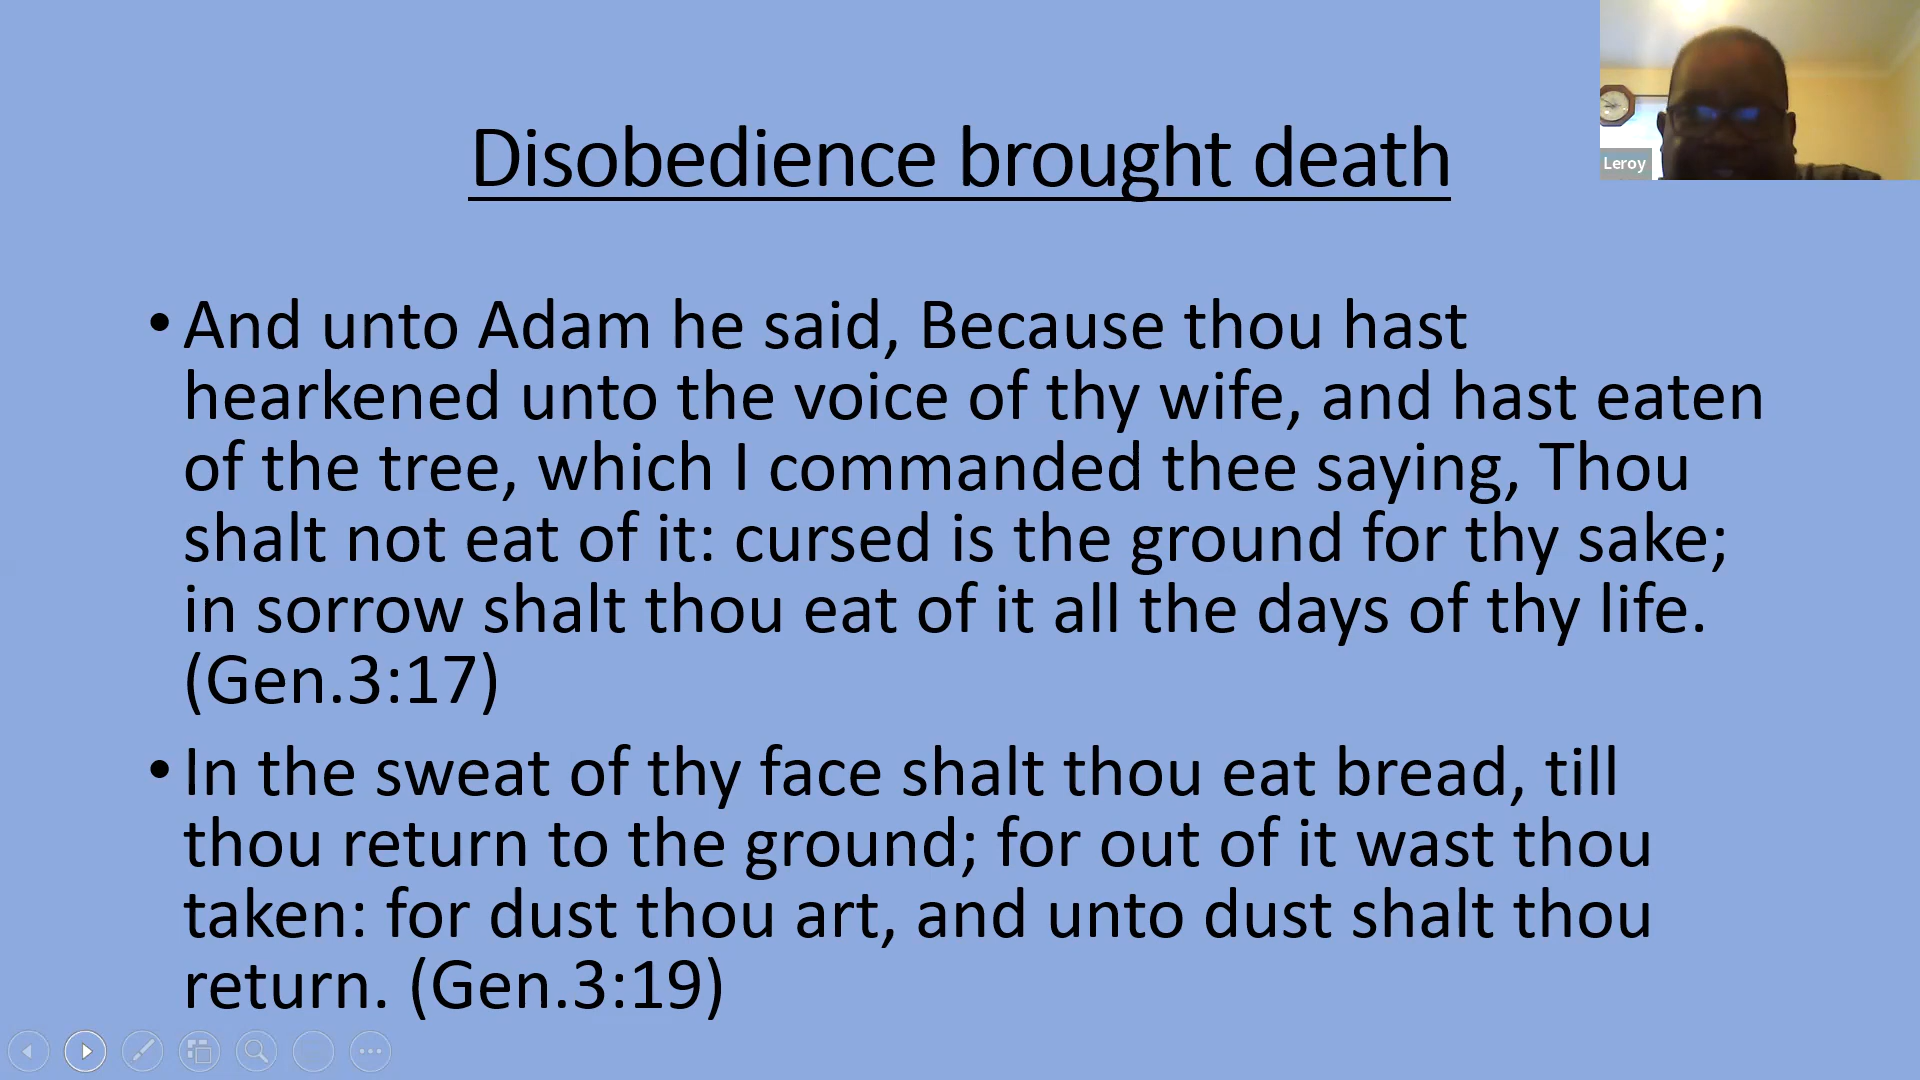 Disobedience brought death
Leroy
• And unto Adam he said, Because thou hast
hearkened unto the voice of thy wife, and hast eaten
of the tree, which I commanded thee saying, Thou
shalt not eat of it: cursed is the ground for thy sake;
in sorrow shalt thou eat of it all the days of thy life.
(Gen.3:17)
• In the sweat of thy face shalt thou eat bread, till
thou return to the ground; for out of it wast thou
taken: for dust thou art, and unto dust shalt thou
return. (Gen.3:19)